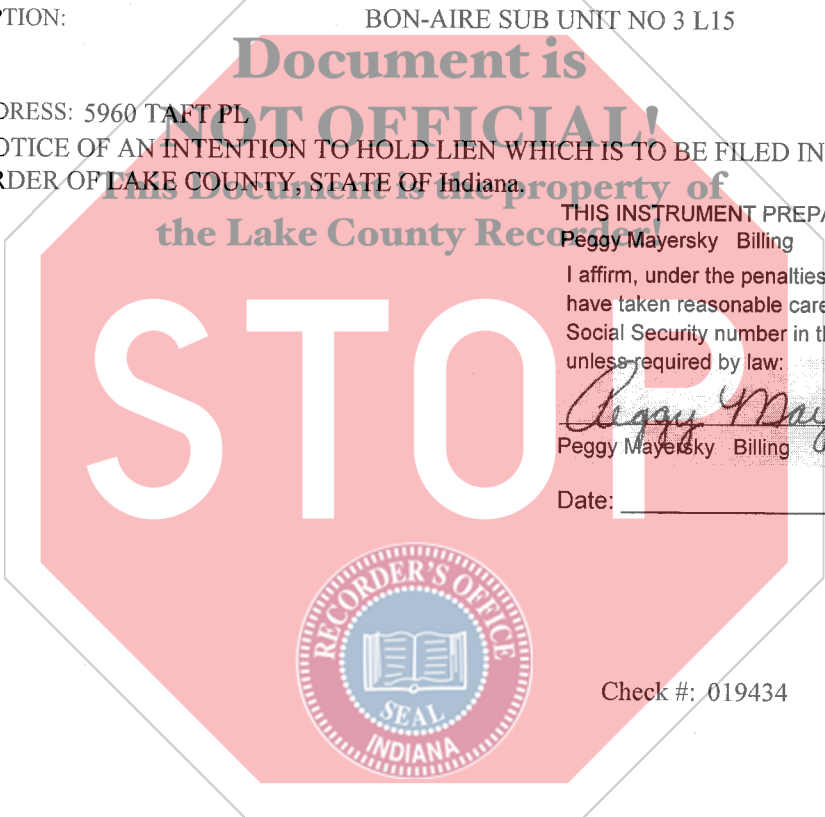 PTION: BON-AIRE SUB UNIT NO 3 L15
Document is
DRESS: 5960 TAFT PL
NOT OFFICIAL!
OTICE OF AN INTENTION TO HOLD LIEN WHICH IS TO BE FILED IN
RDER OF LAKE COUNTY, STATE OF Indiana.
This Document is the property of
the Lake County Recorder!
THIS INSTRUMENT PREPA
Peggy Mayersky Billing
I affirm, under the penalties
have taken reasonable care
Social Security number in th
unless required by law:
STOP
Peggy May
Peggy Mayersky Billing
Date:
RECORDER'S OFFICE
SEAL
INDIANA
Check #: 019434